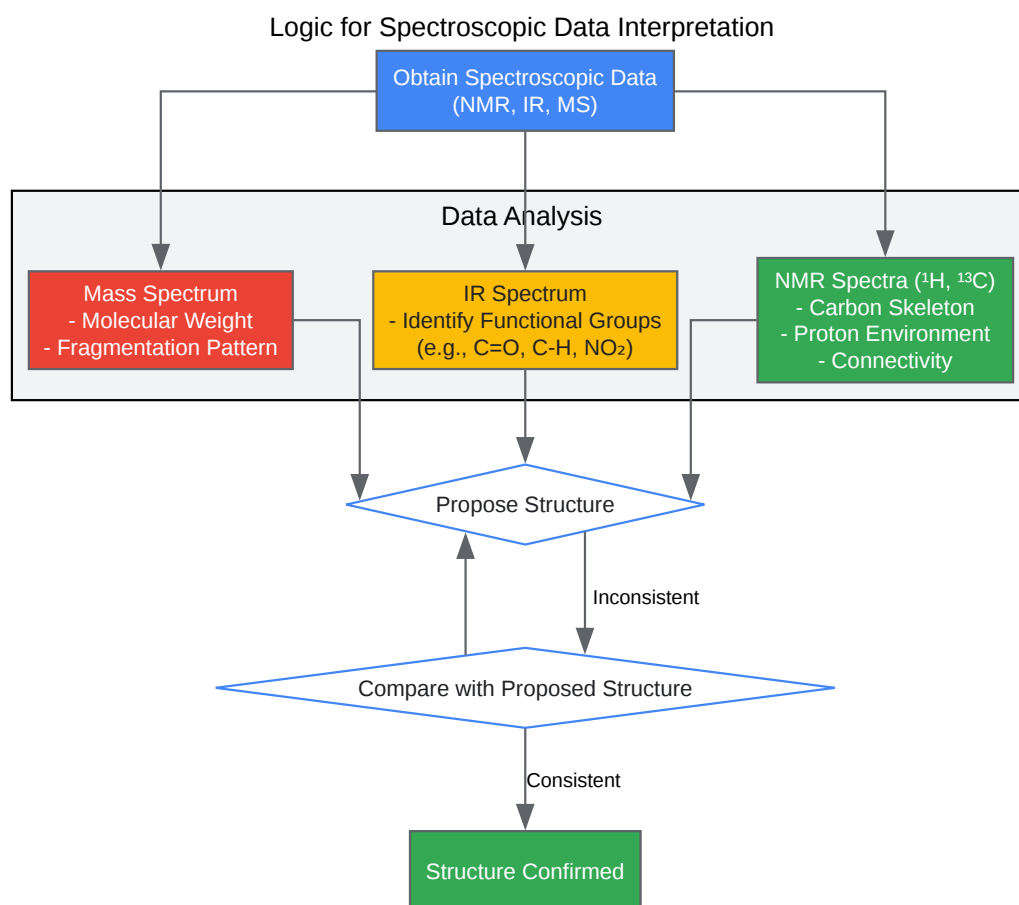 Logic for Spectroscopic Data Interpretation
Obtain Spectroscopic Data
(NMR, IR, MS)
Data Analysis
Mass Spectrum
- Molecular Weight
- Fragmentation Pattern
IR Spectrum
- Identify Functional Groups
(e.g., C=O, C-H, NO₂)
NMR Spectra (¹H, ¹³C)
- Carbon Skeleton
- Proton Environment
- Connectivity
Propose Structure
Inconsistent
Compare with Proposed Structure
Consistent
Structure Confirmed